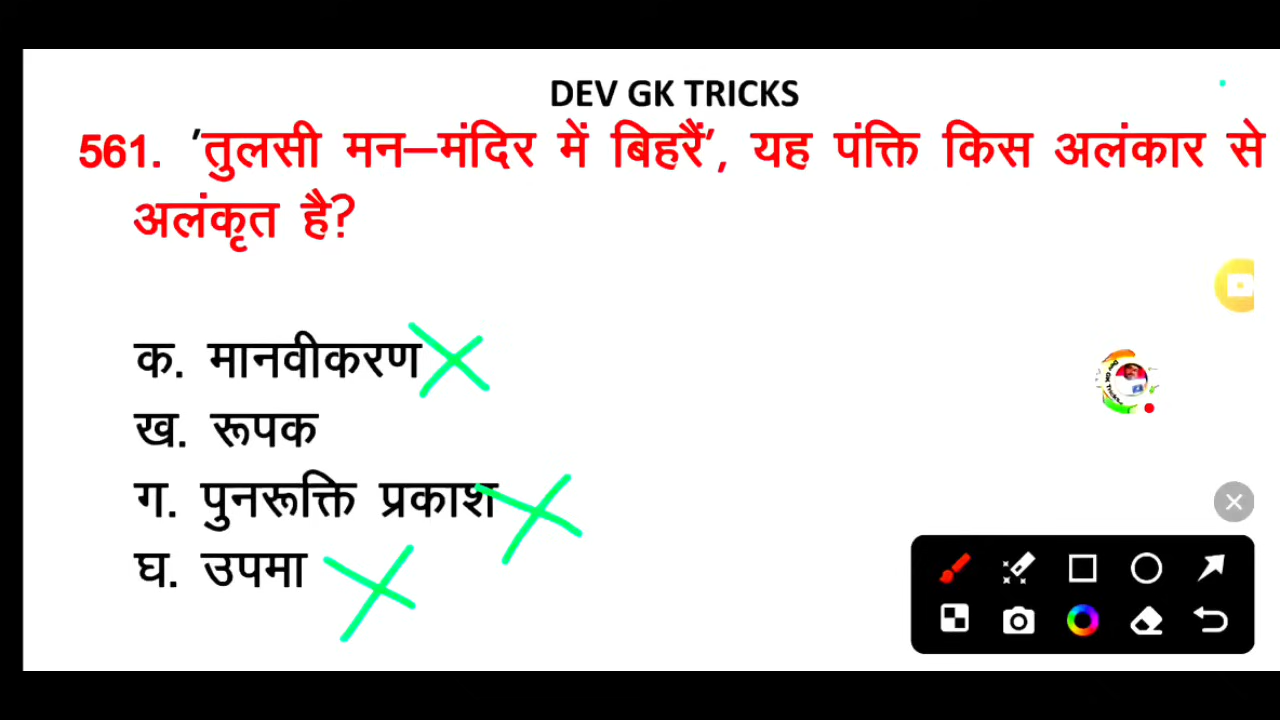 DEV GK TRICKS
561. 'तुलसी मन–मंदिर में बिहरैं', यह पंक्ति किस अलंकार से
अलंकृत है?
क. मानवीकरण
ख. रूपक
ग. पुनरूक्ति प्रकाश
घ. उपमा